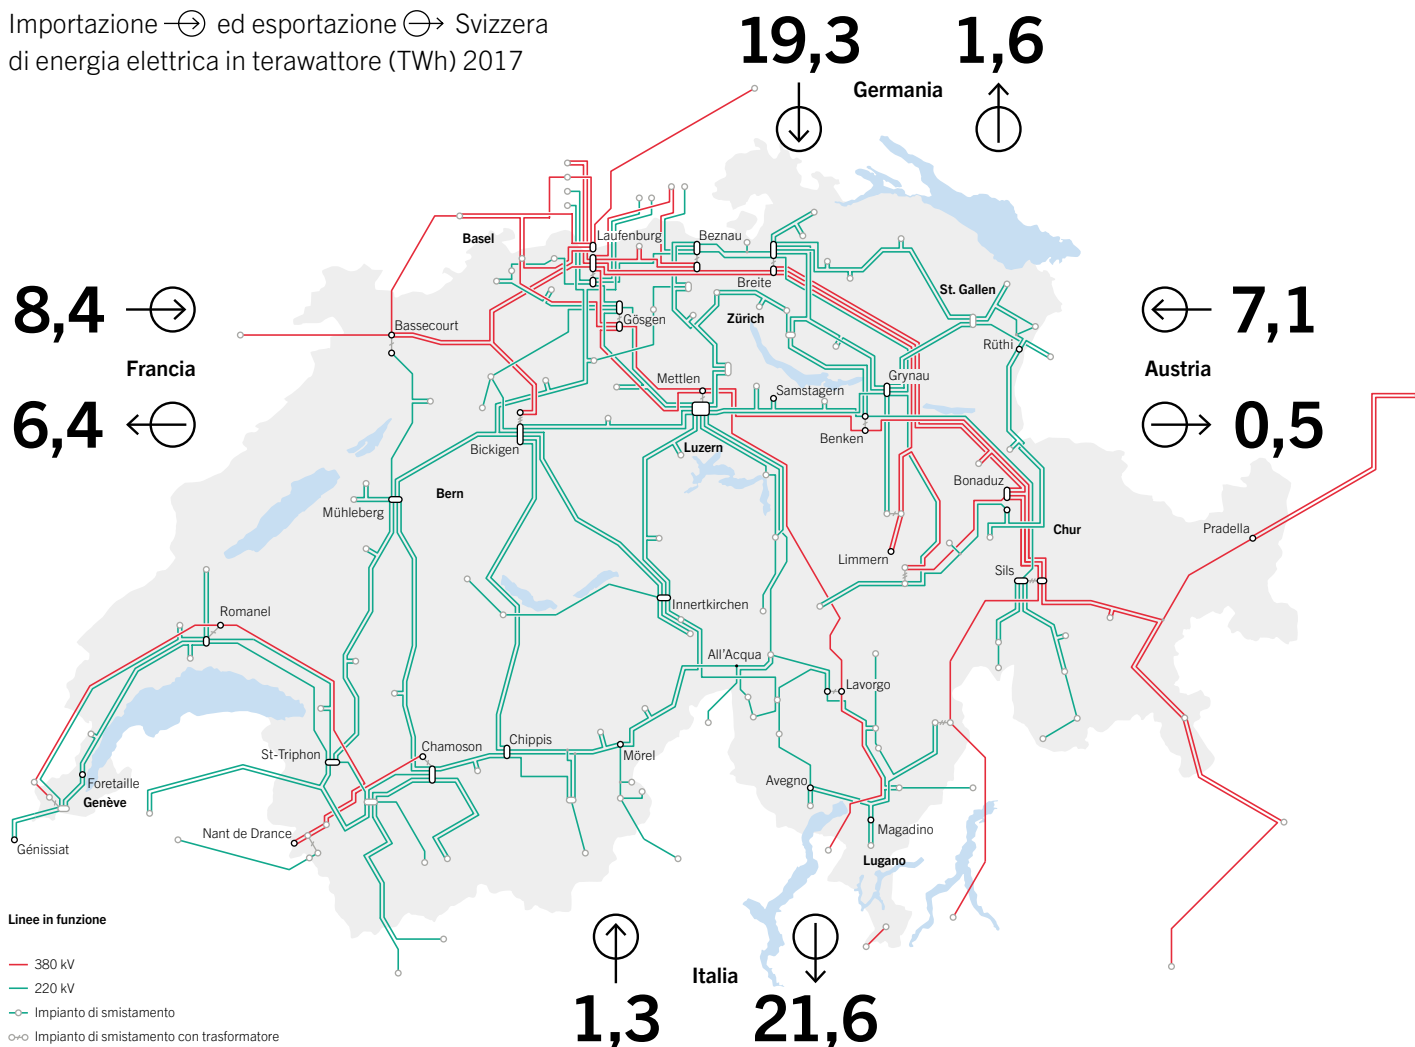 Importazione ed esportazione Svizzera
di energia elettrica in terawattore (TWh) 2017
19,3
1,6
Germania
Basel
Laufenburg
Beznau
Breite
St. Gallen
8,4
7,1
Bassecourt
Gösgen
Zürich
Rüthi
Francia
Austria
Mettlen
Samstagern
Grynau
6,4
0,5
Bickigen
Luzern
Benken
Bern
Bonaduz
Mühleberg
Chur
Pradella
Limmern
Sils
Romanel
Innertkirchen
All'Acqua
Lavorgo
St-Triphon
Chamoson
Chippis
Mörel
Foretaille
Genève
Avegno
Nant de Drance
Magadino
Génissiat
Lugano
Linee in funzione
380 kV
220 kV
Impianto di smistamento
Impianto di smistamento con trasformatore
Italia
1,3
21,6